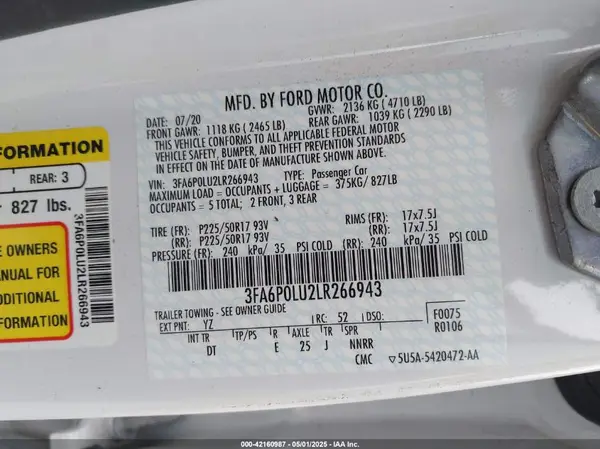 MFD. BY FORD MOTOR CO.
DATE: 07/20
GVWR: 2136 KG ( 4710 LB)
FRONT GAWR: 1118 KG ( 2465 LB)
REAR GAWR: 1039 KG ( 2290 LB)
THIS VEHICLE CONFORMS TO ALL APPLICABLE FEDERAL MOTOR
VEHICLE SAFETY, BUMPER, AND THEFT PREVENTION STANDARDS
IN EFFECT ON THE DATE OF MANUFACTURE SHOWN ABOVE.
VIN: 3FA6P0LU2LR266943 TYPE: Passenger Car
MAXIMUM LOAD = OCCUPANTS + LUGGAGE = 375KG/ 827LB
OCCUPANTS = 5 TOTAL; 2 FRONT, 3 REAR
TIRE (FR): P225/50R17 93V RIMS (FR): 17x7.5J
(RR): P225/50R17 93V (RR): 17x7.5J
PRESSURE (FR): 240 kPa/ 35 PSI COLD (RR): 240 kPa/ 35 PSI COLD
3FA6P0LU2LR266943
TRAILER TOWING - SEE OWNER GUIDE
EXT PNT: YZ RC: 52 DSO: F0075
R0106
INT TR TP/PS R AXLE TR SPR
DT E 25 J NNRR
CMC ▽5U5A-5420472-AA
FORMATION
REAR: 3
827 lbs.
E OWNERS
ANUAL FOR
DITIONAL
ORMATION
3FA6P0LU2LR266943
000-42160987 - 05/01/2025 - IAA Inc.